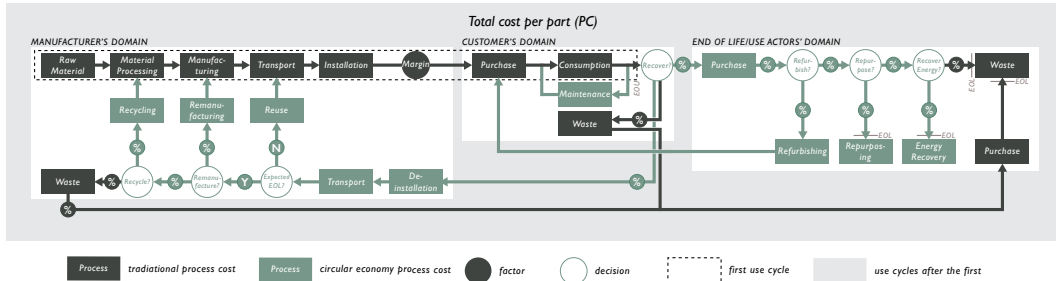 Total cost per part (PC)
MANUFACTURER'S DOMAIN
CUSTOMER'S DOMAIN
END OF LIFE/USE ACTORS' DOMAIN
Raw
Material
Material
Processing
Manufac-
turing
Transport
Installation
Margin
Purchase
Consumption
Recover?
%
Purchase
%
Refur-
bish?
%
Repur-
pose?
%
Recover
Energy?
%
EOL
Waste
EOL
Maintenance
EOU
Recycling
Remanu-
facturing
Reuse
Waste
%
%
%
%
%
%
N
Refurbishing
EOL
Repurpos-
ing
EOL
Energy
Recovery
Purchase
Waste
%
Recycle?
%
Remanu-
facture?
Y
Expected
EOL?
Transport
De-
installation
%
%
Process
tradiational process cost
Process
circular economy process cost
factor
decision
first use cycle
use cycles after the first